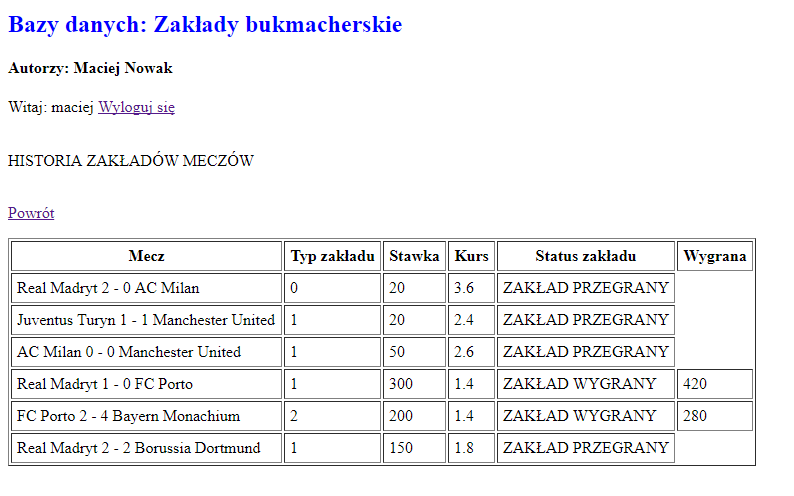 Bazy danych: Zakłady bukmacherskie
Autorzy: Maciej Nowak
Witaj: maciej Wyloguj się
HISTORIA ZAKŁADÓW MECZÓW
Powrót
Mecz Typ zakładu Stawka Kurs Status zakładu Wygrana
Real Madryt 2 - 0 AC Milan 0 20 3.6 ZAKŁAD PRZEGRANY
Juventus Turyn 1 - 1 Manchester United 1 20 2.4 ZAKŁAD PRZEGRANY
AC Milan 0 - 0 Manchester United 1 50 2.6 ZAKŁAD PRZEGRANY
Real Madryt 1 - 0 FC Porto 1 300 1.4 ZAKŁAD WYGRANY 420
FC Porto 2 - 4 Bayern Monachium 2 200 1.4 ZAKŁAD WYGRANY 280
Real Madryt 2 - 2 Borussia Dortmund 1 150 1.8 ZAKŁAD PRZEGRANY